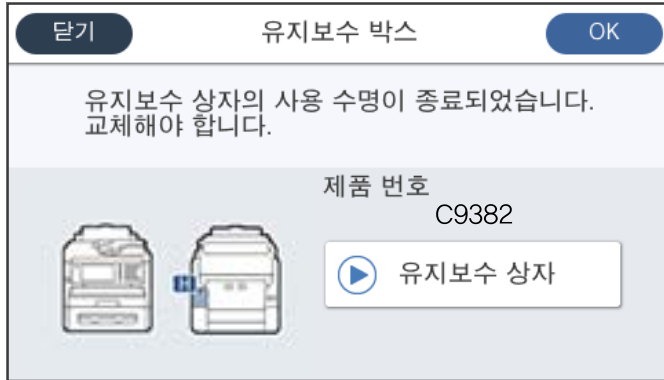 닫기
유지보수 박스
OK
유지보수 상자의 사용 수명이 종료되었습니다.
교체해야 합니다.
제품 번호
C9382
H
유지보수 상자